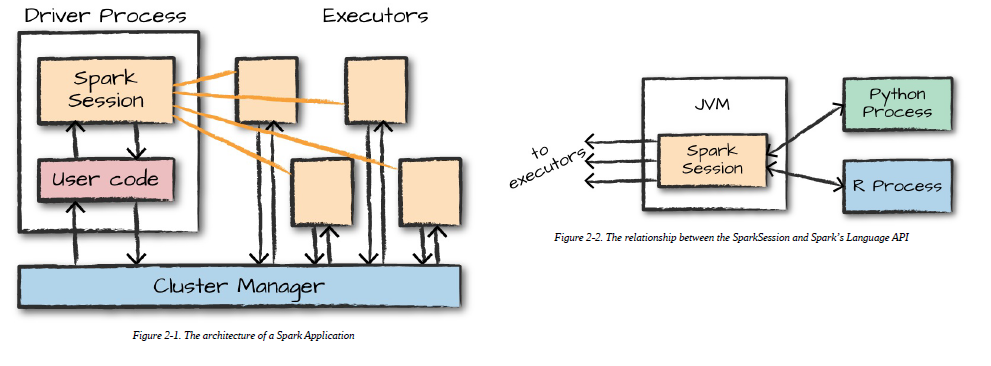 Driver Process
Executors
Spark
Session
User code
Cluster Manager
Figure 2-1. The architecture of a Spark Application
JVM
Spark
Session
to
executors
Python
Process
R Process
Figure 2-2. The relationship between the SparkSession and Spark's Language API